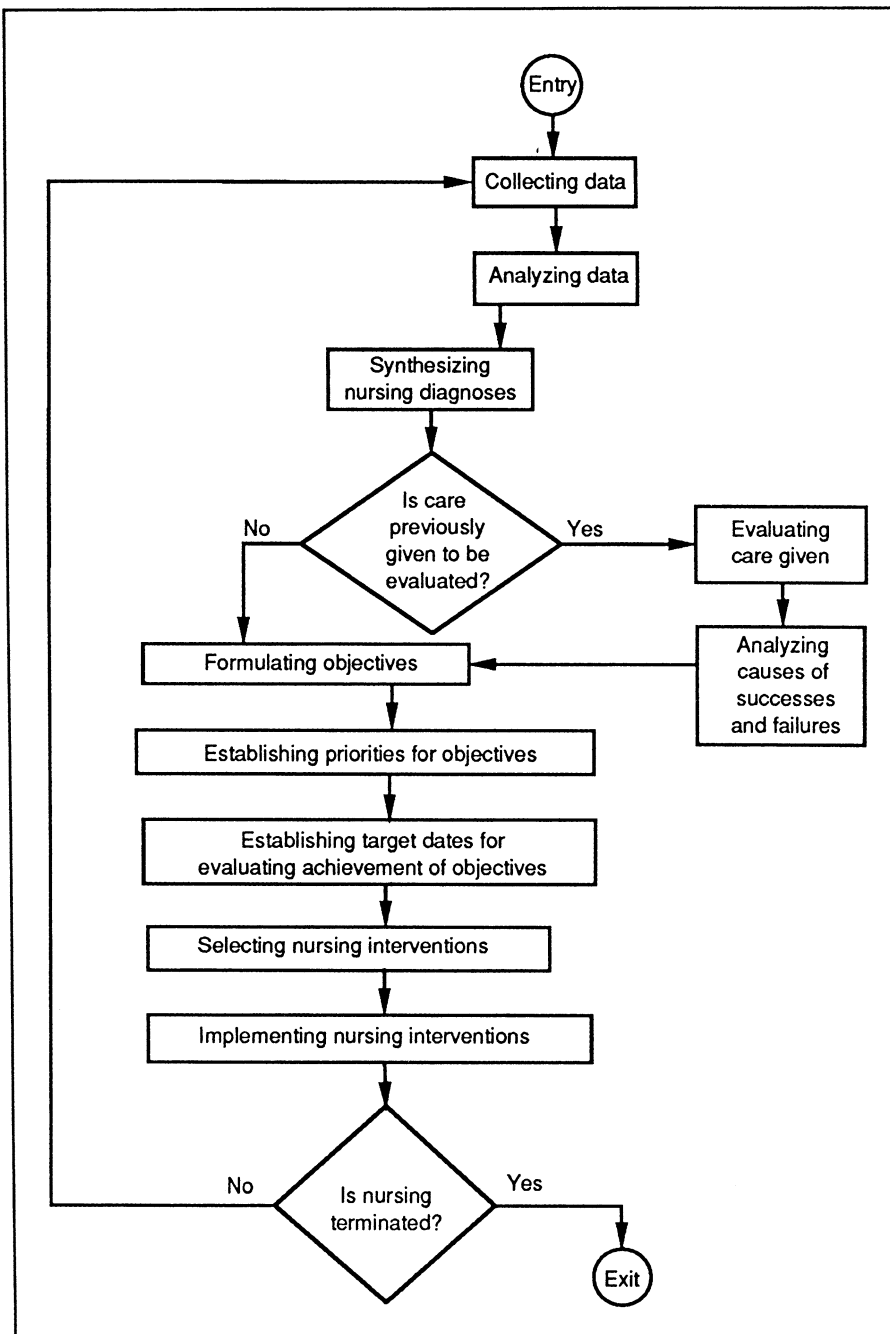 Entry
Collecting data
Analyzing data
Synthesizing
nursing diagnoses
Is care
previously
given to be
evaluated?
No
Yes
Evaluating
care given
Analyzing
causes of
successes
and failures
Formulating objectives
Establishing priorities for objectives
Establishing target dates for
evaluating achievement of objectives
Selecting nursing interventions
Implementing nursing interventions
Is nursing
terminated?
No
Yes
Exit